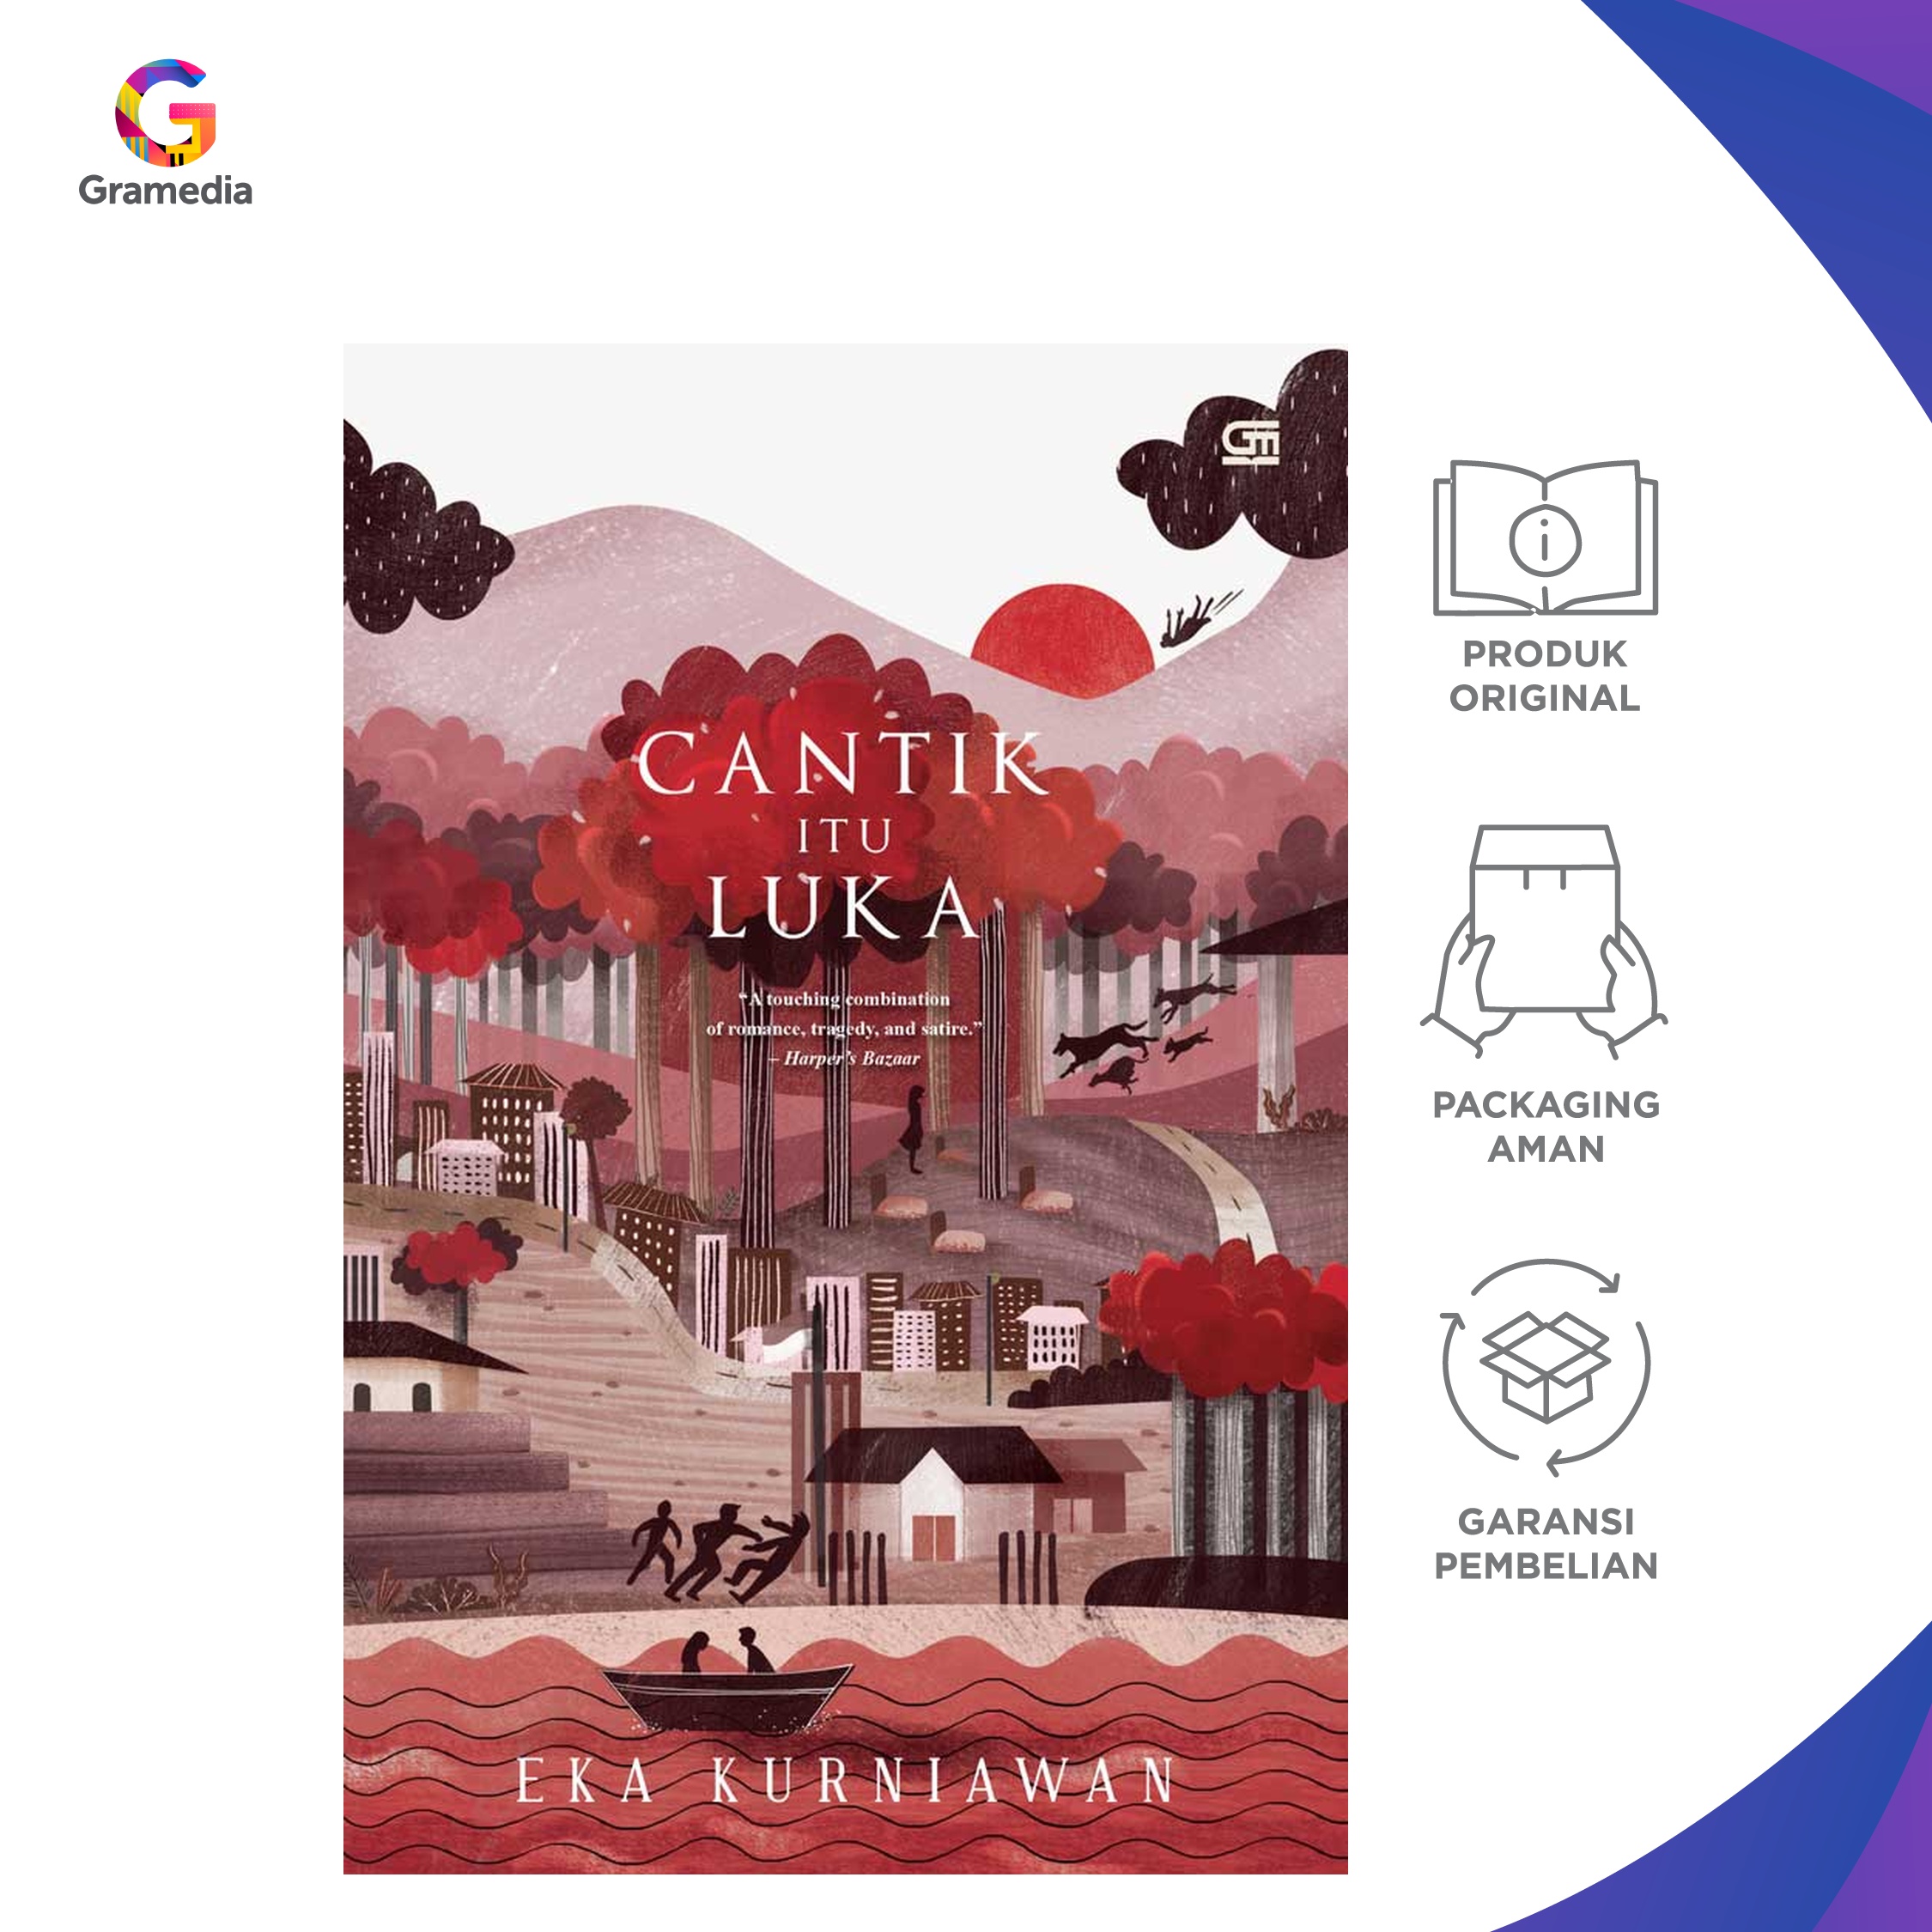 Gramedia
GM
CANTIK
ITU
LUKA
“A touching combination
of romance, tragedy, and satire.”
– Harper's Bazaar
EKA KURNIAWAN
PRODUK
ORIGINAL
PACKAGING
AMAN
GARANSI
PEMBELIAN